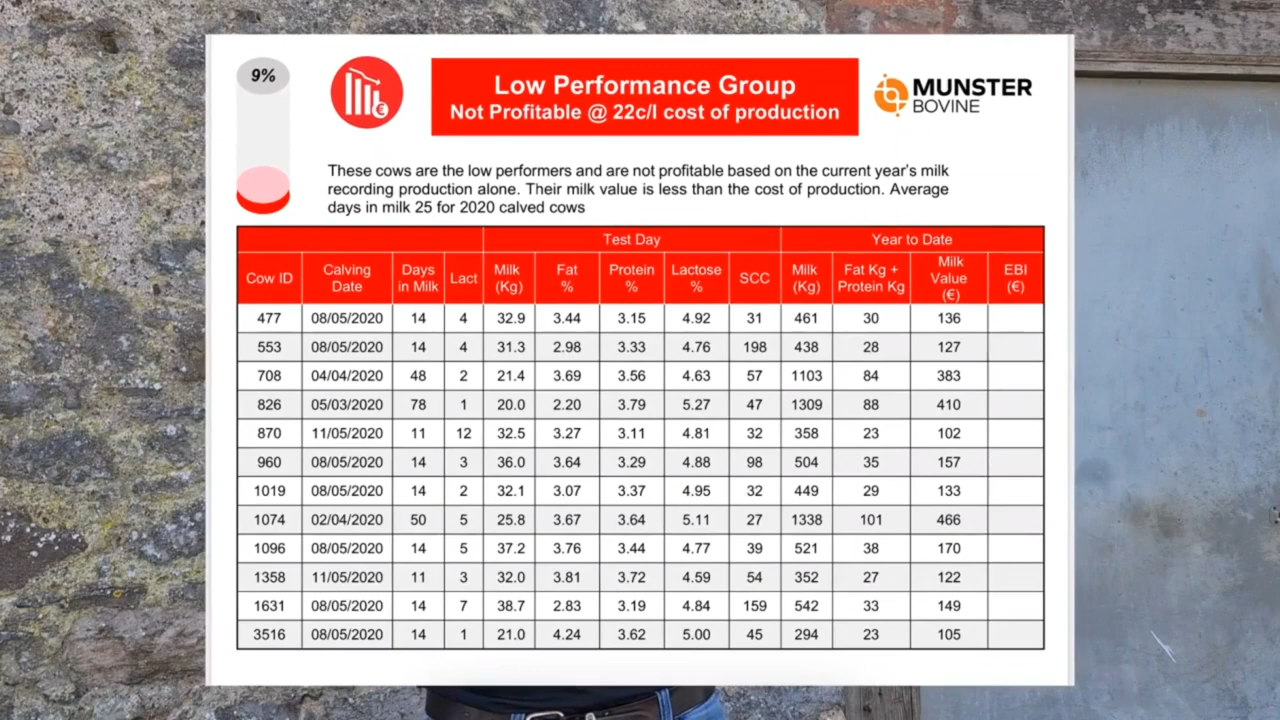 9%
Low Performance Group
Not Profitable @ 22c/l cost of production
MUNSTER
BOVINE
These cows are the low performers and are not profitable based on the current year's milk
recording production alone. Their milk value is less than the cost of production. Average
days in milk 25 for 2020 calved cows
Test Day Year to Date
Cow ID Calving Date Days in Milk Lact Milk (Kg) Fat % Protein % Lactose % SCC Milk (Kg) Fat Kg + Protein Kg Milk Value (€) EBI (€)
477 08/05/2020 14 4 32.9 3.44 3.15 4.92 31 461 30 136
553 08/05/2020 14 4 31.3 2.98 3.33 4.76 198 438 28 127
708 04/04/2020 48 2 21.4 3.69 3.56 4.63 57 1103 84 383
826 05/03/2020 78 1 20.0 2.20 3.79 5.27 47 1309 88 410
870 11/05/2020 11 12 32.5 3.27 3.11 4.81 32 358 23 102
960 08/05/2020 14 3 36.0 3.64 3.29 4.88 98 504 35 157
1019 08/05/2020 14 2 32.1 3.07 3.37 4.95 32 449 29 133
1074 02/04/2020 50 5 25.8 3.67 3.64 5.11 27 1338 101 466
1096 08/05/2020 14 5 37.2 3.76 3.44 4.77 39 521 38 170
1358 11/05/2020 11 3 32.0 3.81 3.72 4.59 54 352 27 122
1631 08/05/2020 14 7 38.7 2.83 3.19 4.84 159 542 33 149
3516 08/05/2020 14 1 21.0 4.24 3.62 5.00 45 294 23 105